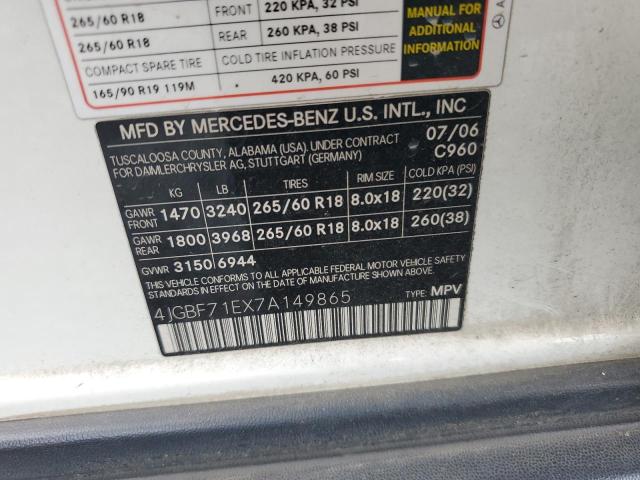 265/60 R18 FRONT 220 KPA, 32 PSI
265/60 R18 REAR 260 KPA, 38 PSI
COMPACT SPARE TIRE COLD TIRE INFLATION PRESSURE
165/90 R19 119M 420 KPA, 60 PSI
MANUAL FOR
ADDITIONAL
INFORMATION
A
MFD BY MERCEDES-BENZ U.S. INTL., INC
TUSCALOOSA COUNTY, ALABAMA (USA). UNDER CONTRACT 07/06
FOR DAIMLERCHRYSLER AG, STUTTGART (GERMANY) C960
KG LB TIRES RIM SIZE COLD KPA (PSI)
GAWR FRONT 1470 3240 265/60 R18 8.0x18 220(32)
GAWR REAR 1800 3968 265/60 R18 8.0x18 260(38)
GVWR 3150 6944
THIS VEHICLE CONFORMS TO ALL APPLICABLE FEDERAL MOTOR VEHICLE SAFETY
BUMPER AND THEFT PREVENTION STANDARDS IN EFFECT ON THE DATE OF
MANUFACTURE SHOWN ABOVE.
4JGBF71EX7A149865 TYPE: MPV